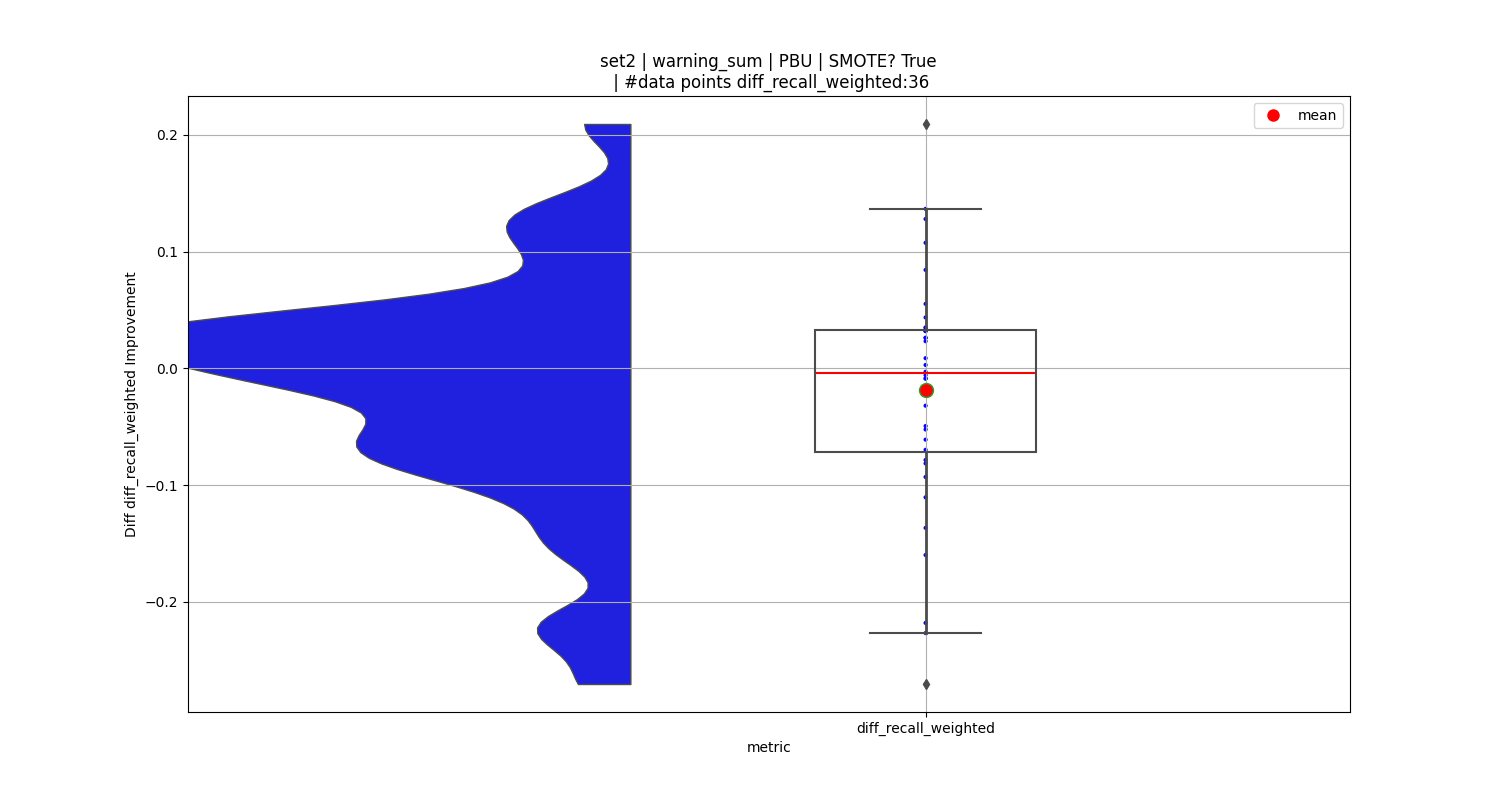 set2 | warning_sum | PBU | SMOTE? True
| #data points diff_recall_weighted:36
mean
0.2
0.1
0.0
−0.1
−0.2
Diff diff_recall_weighted Improvement
diff_recall_weighted
metric